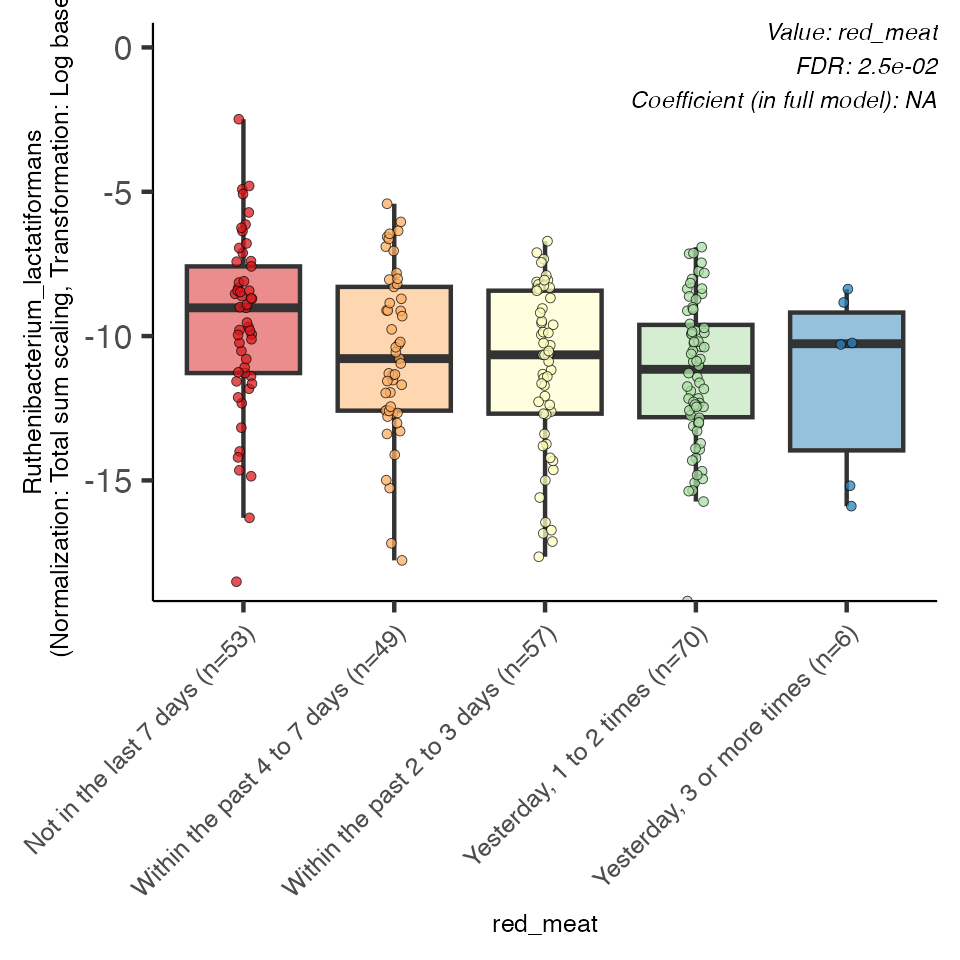 Value: red_meat
FDR: 2.5e-02
Coefficient (in full model): NA
Ruthenibacterium_lactatiformans
(Normalization: Total sum scaling, Transformation: Log base
0
-5
-10
-15
Not in the last 7 days (n=53)
Within the past 4 to 7 days (n=49)
Within the past 2 to 3 days (n=57)
Yesterday, 1 to 2 times (n=70)
Yesterday, 3 or more times (n=6)
red_meat